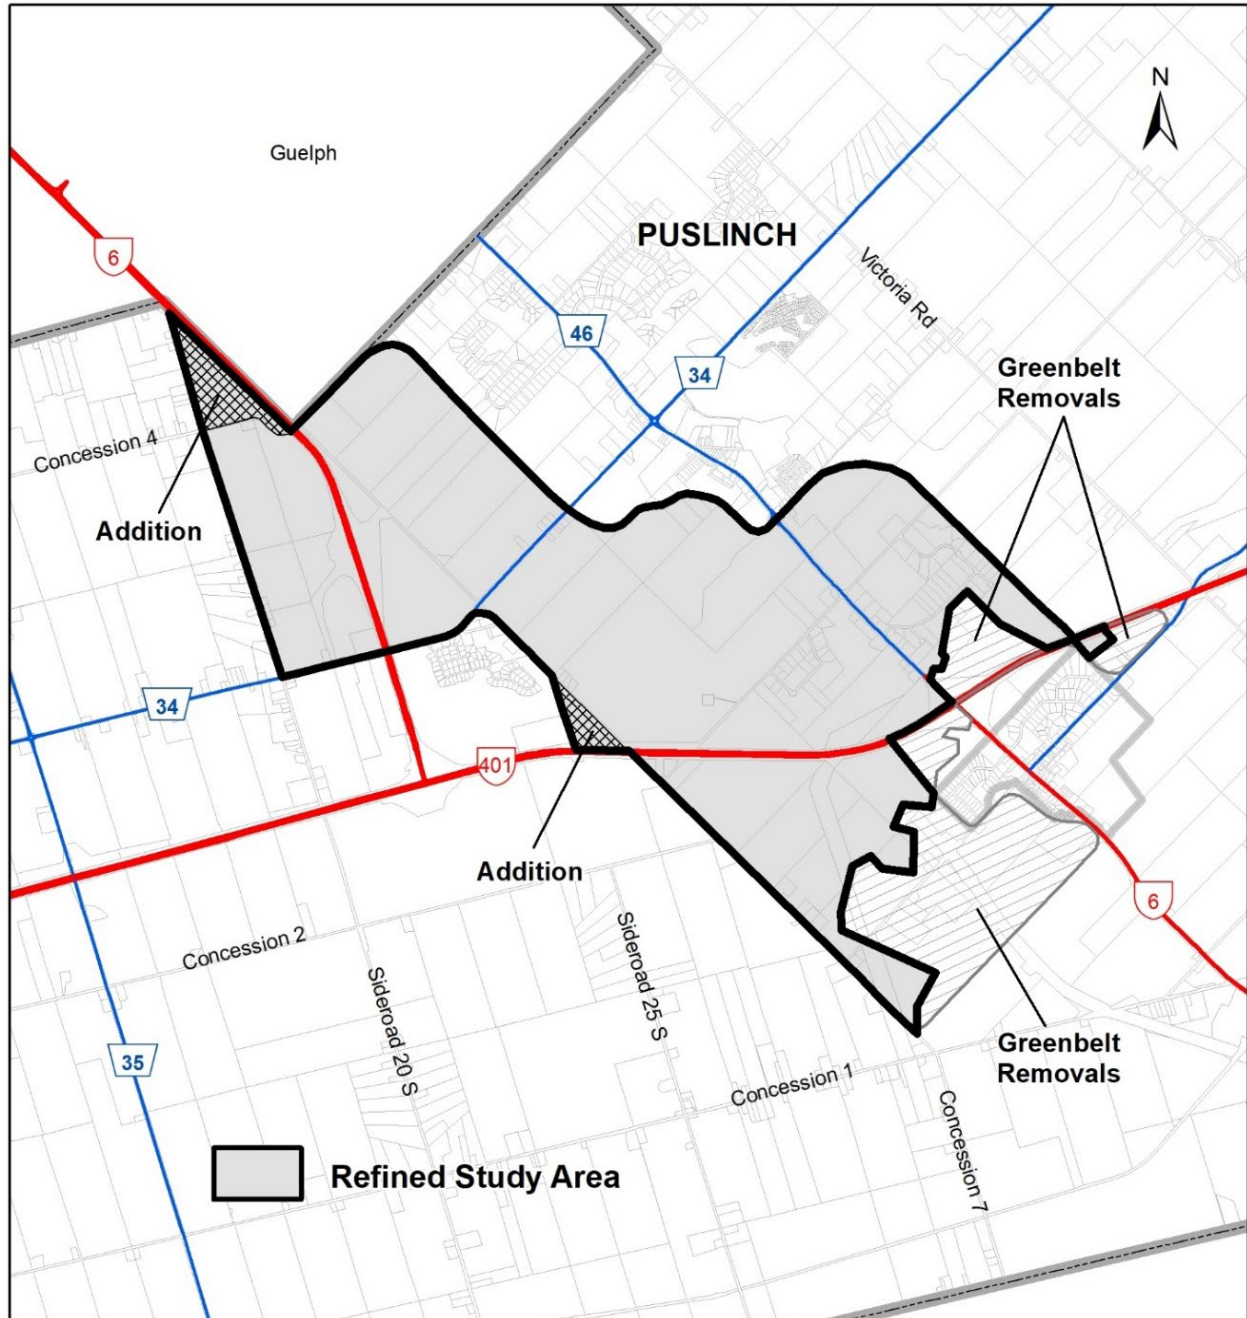 N
Guelph
PUSLINCH
6
Victoria Rd
46
34
Greenbelt
Removals
Concession 4
Addition
34
401
Addition
6
Concession 2
Sideroad 20 S
Sideroad 25 S
35
Greenbelt
Removals
Concession 1
Concession 7
Refined Study Area